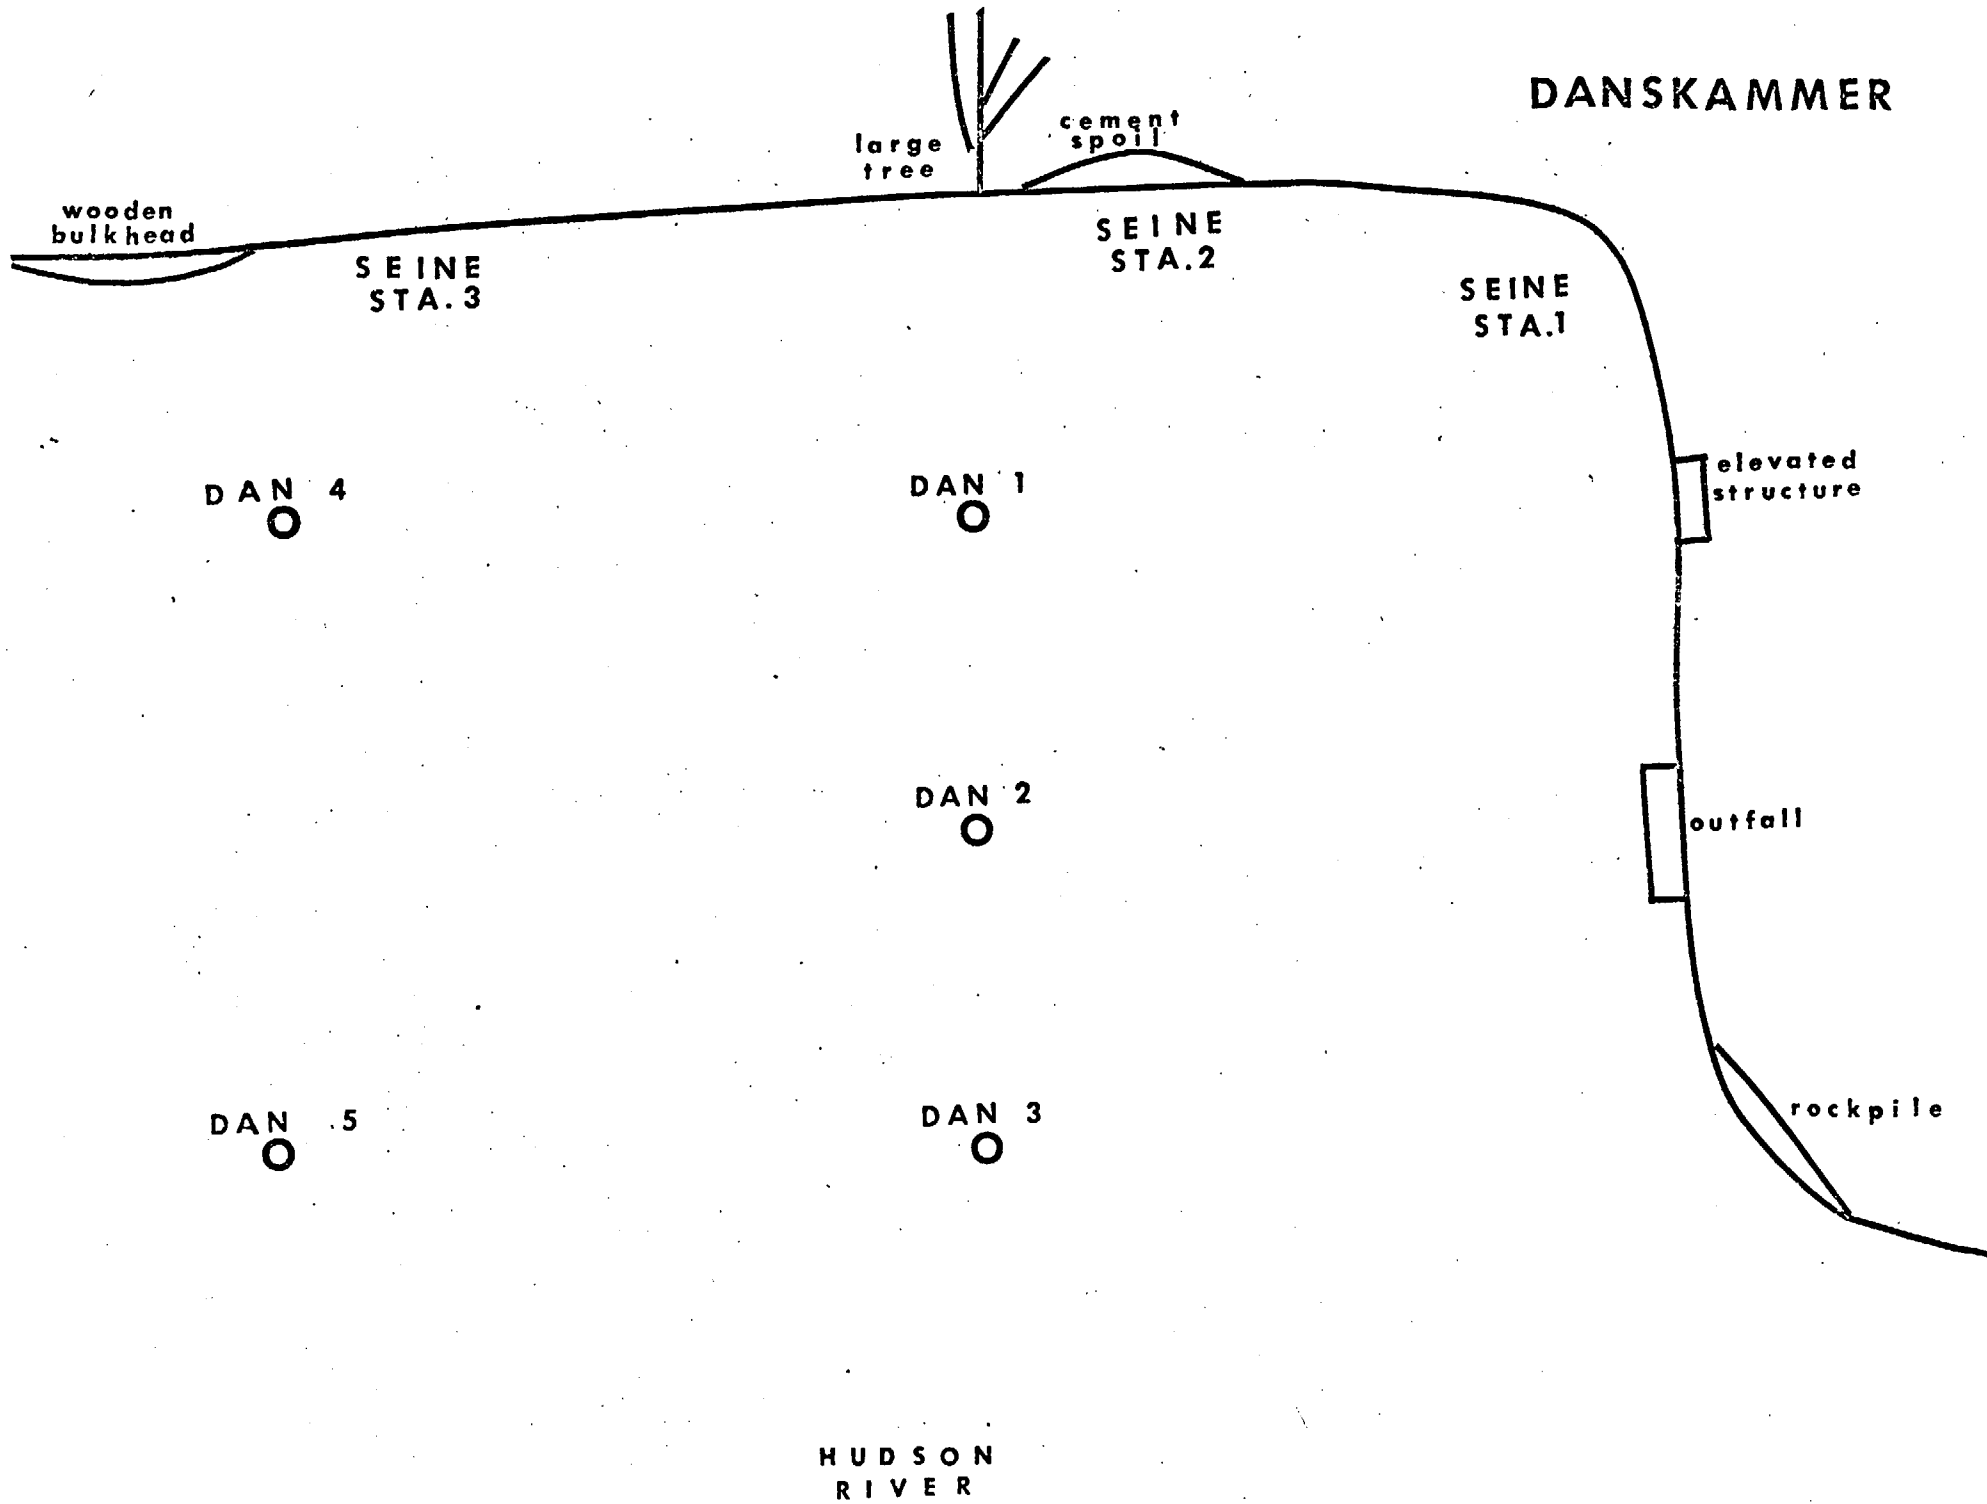 DANSKAMMER
large
tree
cement
spoil
wooden
bulkhead
SEINE
STA. 3
SEINE
STA.2
SEINE
STA.1
elevated
structure
DAN 4
DAN 1
DAN 2
outfall
DAN .5
DAN 3
rockpile
HUDSON
RIVER